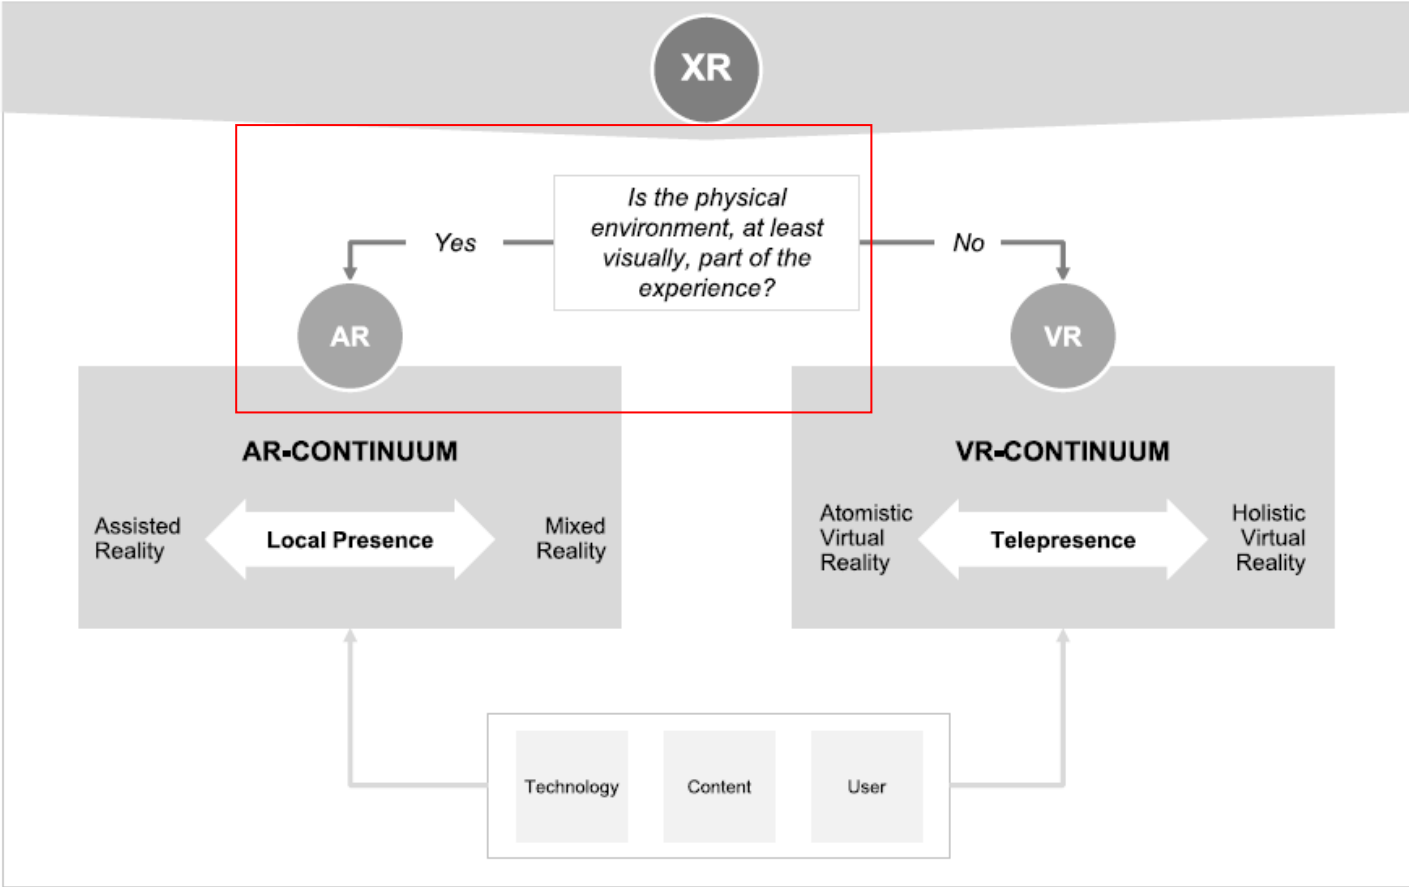 XR
Is the physical
environment, at least
visually, part of the
experience?
Yes
No
AR
VR
AR-CONTINUUM
Assisted
Reality
Local Presence
Mixed
Reality
VR-CONTINUUM
Atomistic
Virtual
Reality
Telepresence
Holistic
Virtual
Reality
Technology
Content
User